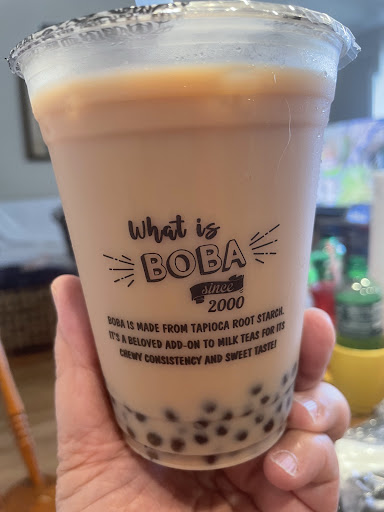 What is
BOBA
since
2000
BOBA IS MADE FROM TAPIOCA ROOT STARCH.
IT'S A BELOVED ADD-ON TO MILK TEAS FOR ITS
CHEWY CONSISTENCY AND SWEET TASTE!